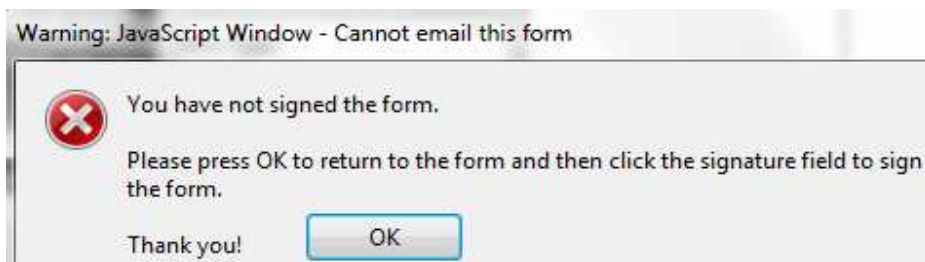 Warning: JavaScript Window - Cannot email this form
You have not signed the form.
Please press OK to return to the form and then click the signature field to sign
the form.
Thank you!
OK